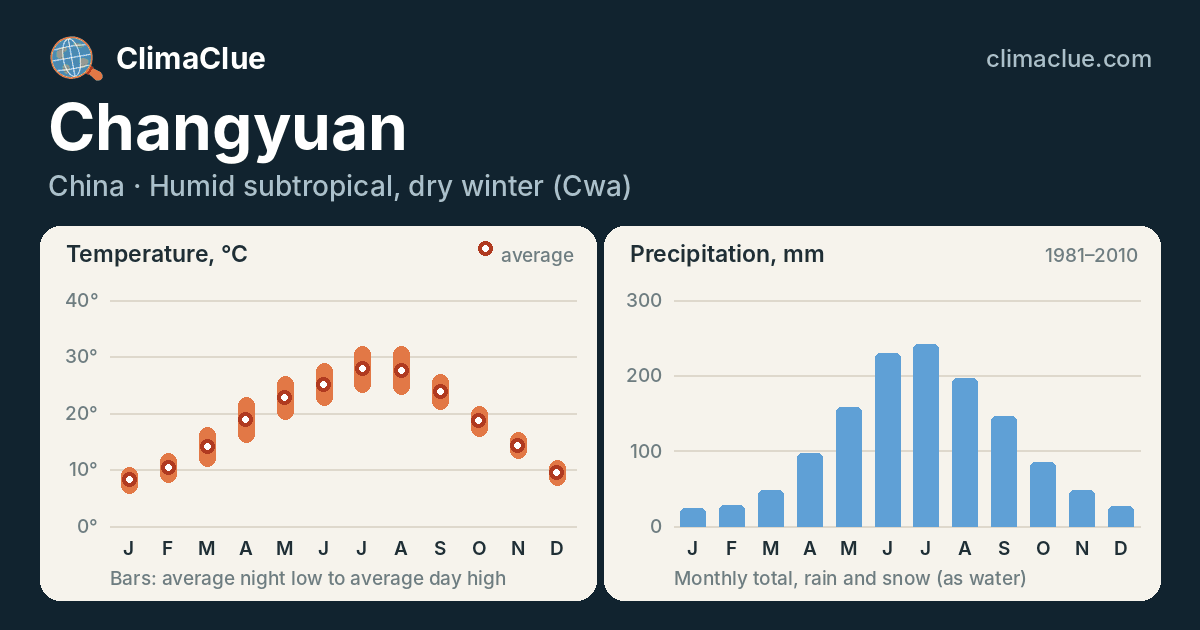 ClimaClue
climaclue.com
Changyuan
China · Humid subtropical, dry winter (Cwa)
Temperature, °C
average
40°
30°
20°
10°
0°
J F M A M J J A S O N D
Bars: average night low to average day high
Precipitation, mm
1981–2010
300
200
100
0
J F M A M J J A S O N D
Monthly total, rain and snow (as water)